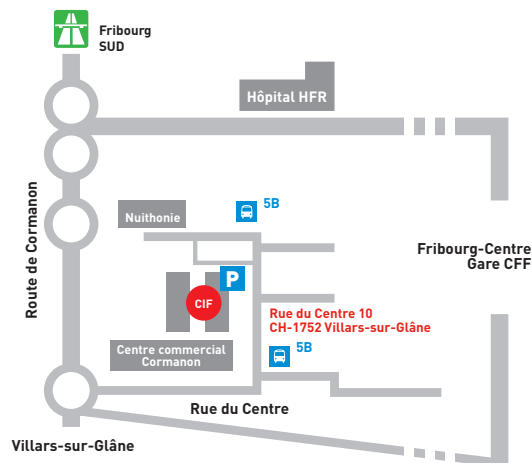 Fribourg
SUD
Hôpital HFR
Nuithonie
5B
Route de Cormanon
Fribourg-Centre
Gare CFF
P
CIF
Rue du Centre 10
CH-1752 Villars-sur-Glâne
Centre commercial
Cormanon
5B
Rue du Centre
Villars-sur-Glâne